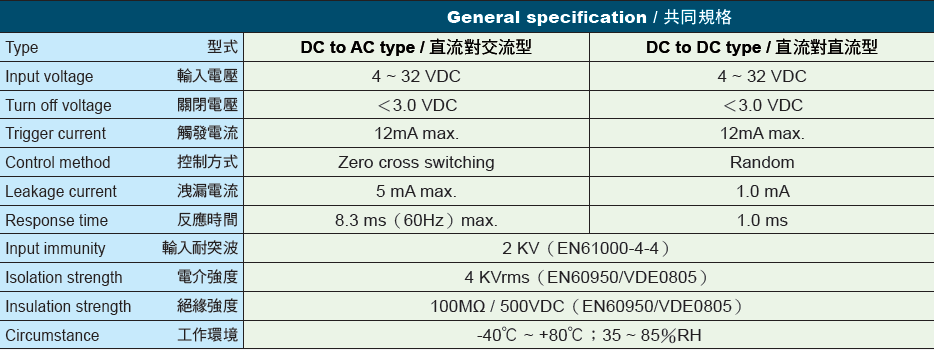 General specification / 共同規格
Type 型式 DC to AC type / 直流對交流型 DC to DC type / 直流對直流型
Input voltage 輸入電壓 4 ~ 32 VDC 4 ~ 32 VDC
Turn off voltage 關閉電壓 <3.0 VDC <3.0 VDC
Trigger current 觸發電流 12mA max. 12mA max.
Control method 控制方式 Zero cross switching Random
Leakage current 洩漏電流 5 mA max. 1.0 mA
Response time 反應時間 8.3 ms（60Hz）max. 1.0 ms
Input immunity 輸入耐突波 2 KV（EN61000-4-4）
Isolation strength 電介強度 4 KVrms（EN60950/VDE0805）
Insulation strength 絕緣強度 100MΩ / 500VDC（EN60950/VDE0805）
Circumstance 工作環境 -40℃ ~ +80℃；35 ~ 85%RH